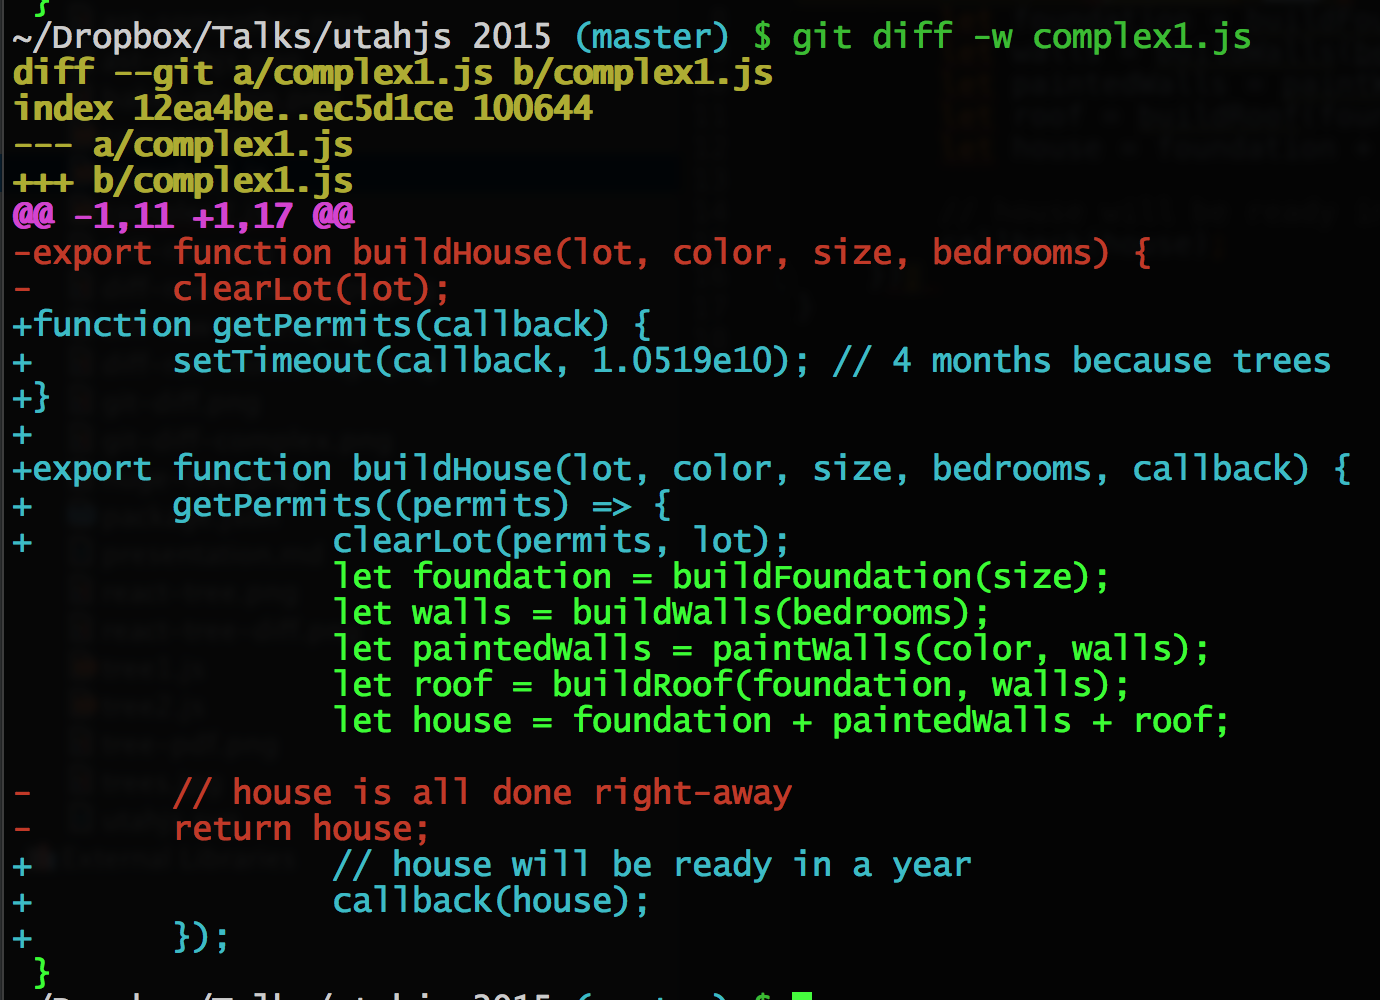 }
~/Dropbox/Talks/utahjs 2015 (master) $ git diff -w complex1.js
diff --git a/complex1.js b/complex1.js
index 12ea4be..ec5d1ce 100644
--- a/complex1.js
+++ b/complex1.js
@@ -1,11 +1,17 @@
-export function buildHouse(lot, color, size, bedrooms) {
-       clearLot(lot);
+function getPermits(callback) {
+       setTimeout(callback, 1.0519e10); // 4 months because trees
+}
+
+export function buildHouse(lot, color, size, bedrooms, callback) {
+       getPermits((permits) => {
+               clearLot(permits, lot);
                let foundation = buildFoundation(size);
                let walls = buildWalls(bedrooms);
                let paintedWalls = paintWalls(color, walls);
                let roof = buildRoof(foundation, walls);
                let house = foundation + paintedWalls + roof;
-       // house is all done right-away
-       return house;
+               // house will be ready in a year
+               callback(house);
+       });
 }
~/Dropbox/Talks/utahjs 2015 (master) $